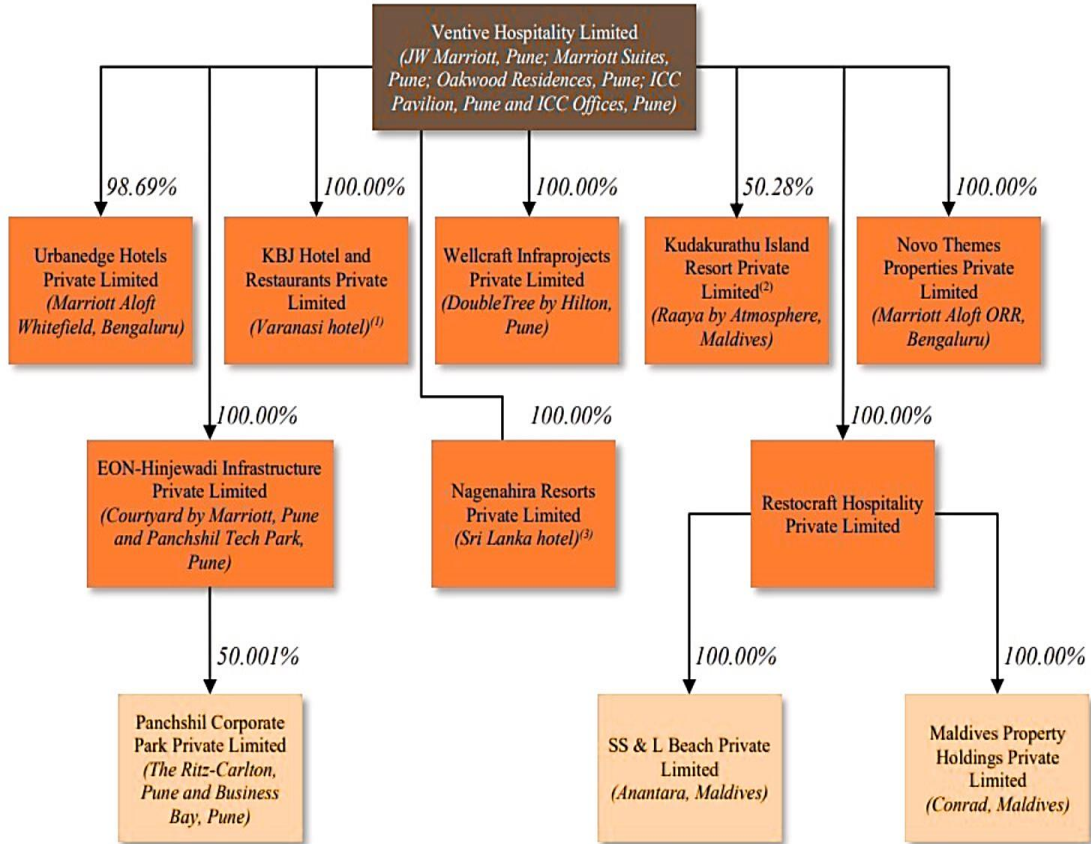 Ventive Hospitality Limited
(JW Marriott, Pune; Marriott Suites,
Pune; Oakwood Residences, Pune; ICC
Pavilion, Pune and ICC Offices, Pune)
98.69%
100.00%
100.00%
50.28%
100.00%
Urbanedge Hotels
Private Limited
(Marriott Aloft
Whitefield, Bengaluru)
KBJ Hotel and
Restaurants Private
Limited
(Varanasi hotel)(1)
Wellcraft Infraprojects
Private Limited
(DoubleTree by Hilton,
Pune)
Kudakurathu Island
Resort Private
Limited(2)
(Raaya by Atmosphere,
Maldives)
Novo Themes
Properties Private
Limited
(Marriott Aloft ORR,
Bengaluru)
100.00%
100.00%
100.00%
EON-Hinjewadi Infrastructure
Private Limited
(Courtyard by Marriott, Pune
and Panchshil Tech Park,
Pune)
Nagenahira Resorts
Private Limited
(Sri Lanka hotel)(3)
Restocraft Hospitality
Private Limited
50.001%
100.00%
100.00%
Panchshil Corporate
Park Private Limited
(The Ritz-Carlton,
Pune and Business
Bay, Pune)
SS & L Beach Private
Limited
(Anantara, Maldives)
Maldives Property
Holdings Private
Limited
(Conrad, Maldives)